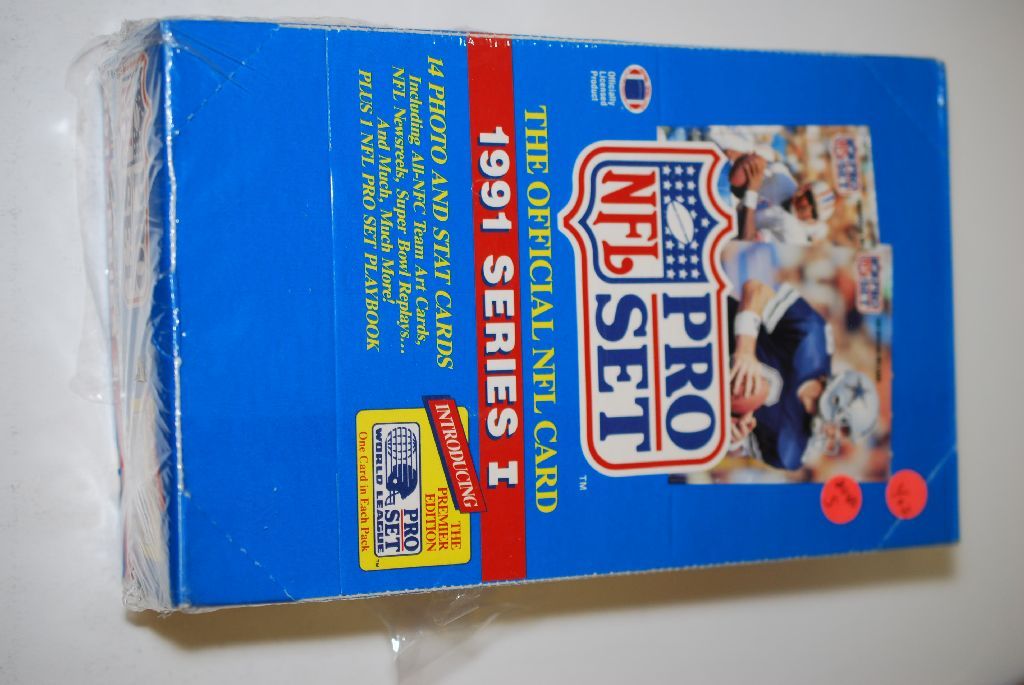 Officially
Licensed
Product
NFL
PRO
SET
TM
THE OFFICIAL NFL CARD
1991 SERIES I
14 PHOTO AND STAT CARDS
Including All-NFC Team Art Cards,
NFL Newsreels, Super Bowl Replays...
And Much, Much More!
PLUS 1 NFL PRO SET PLAYBOOK
INTRODUCING
THE
PREMIER
EDITION
PRO
SET
WORLD LEAGUE
One Card in Each Pack